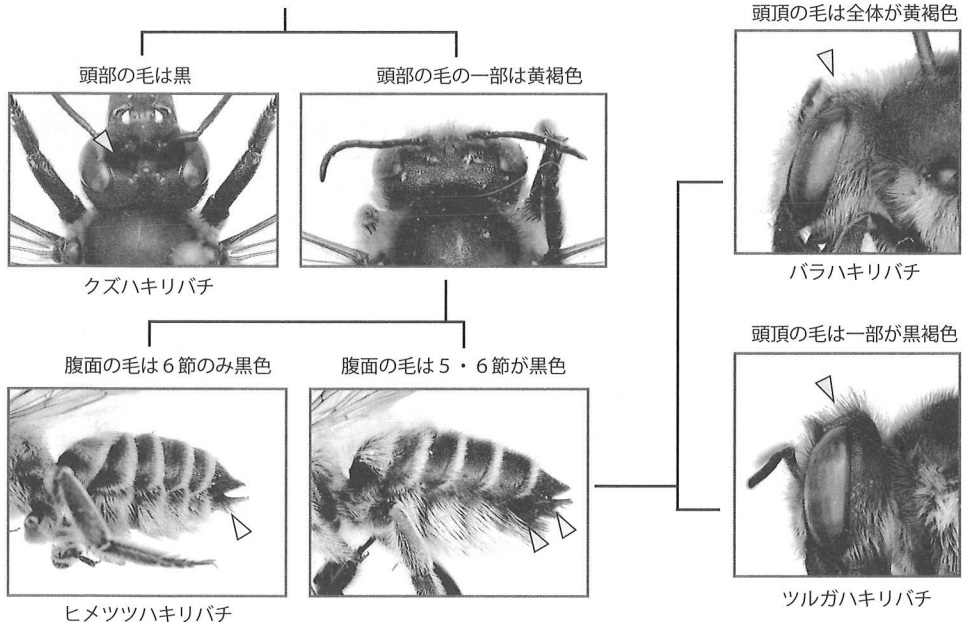 頭部の毛は黒
頭部の毛の一部は黄褐色
クズハキリバチ
腹面の毛は6節のみ黒色
腹面の毛は5・6節が黒色
ヒメツツハキリバチ
頭頂の毛は全体が黄褐色
バラハキリバチ
頭頂の毛は一部が黒褐色
ツルガハキリバチ